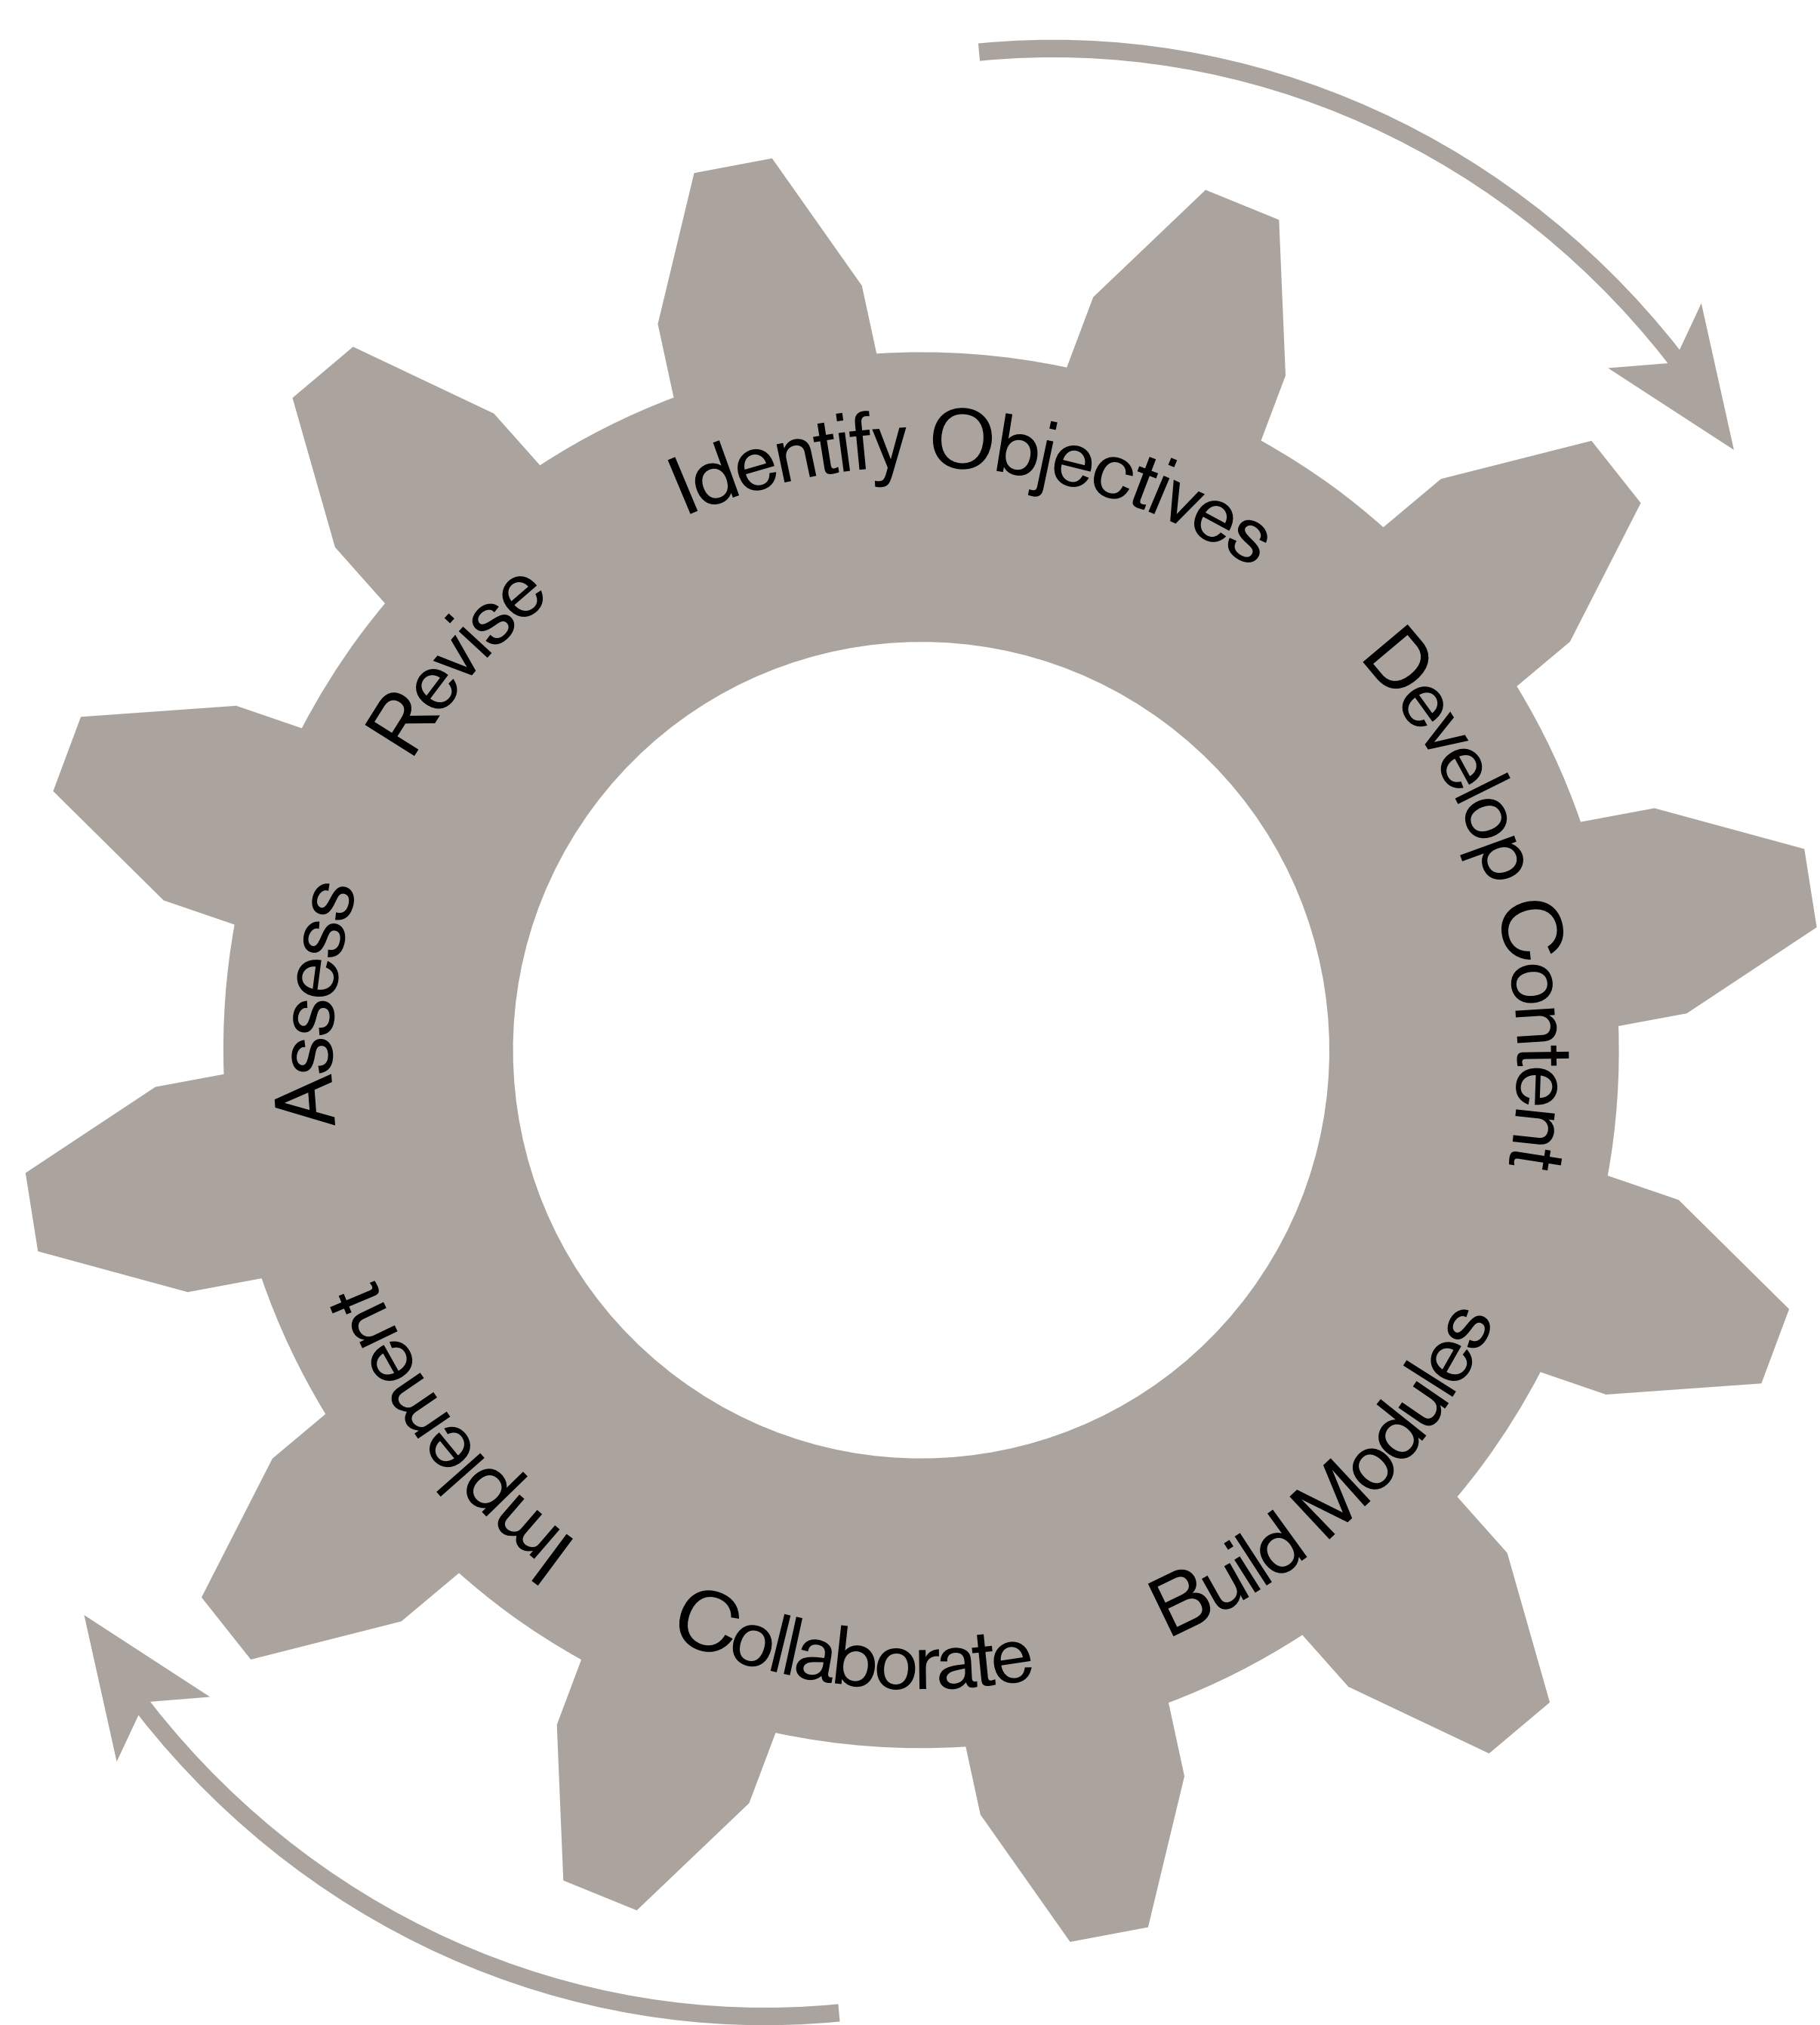 Identify Objectives
Develop Content
Build Modules
Collaborate
Implement
Assess
Revise